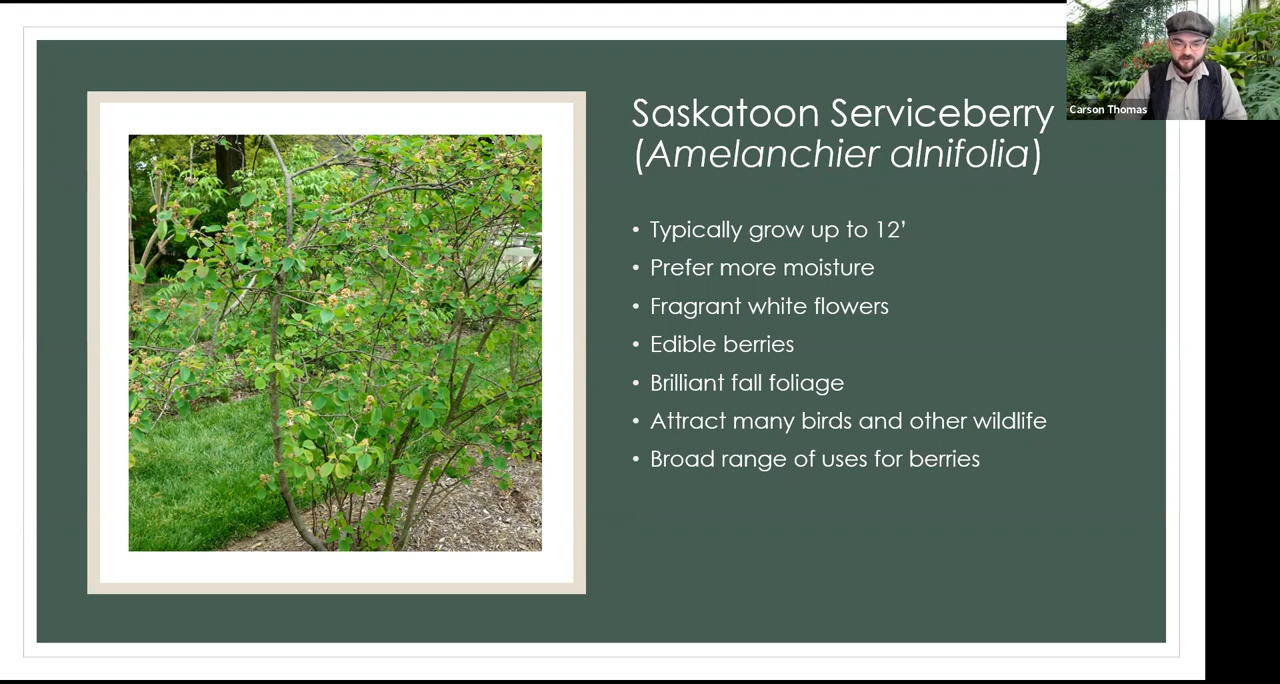 Carson Thomas
Saskatoon Serviceberry
(Amelanchier alnifolia)
• Typically grow up to 12’
• Prefer more moisture
• Fragrant white flowers
• Edible berries
• Brilliant fall foliage
• Attract many birds and other wildlife
• Broad range of uses for berries